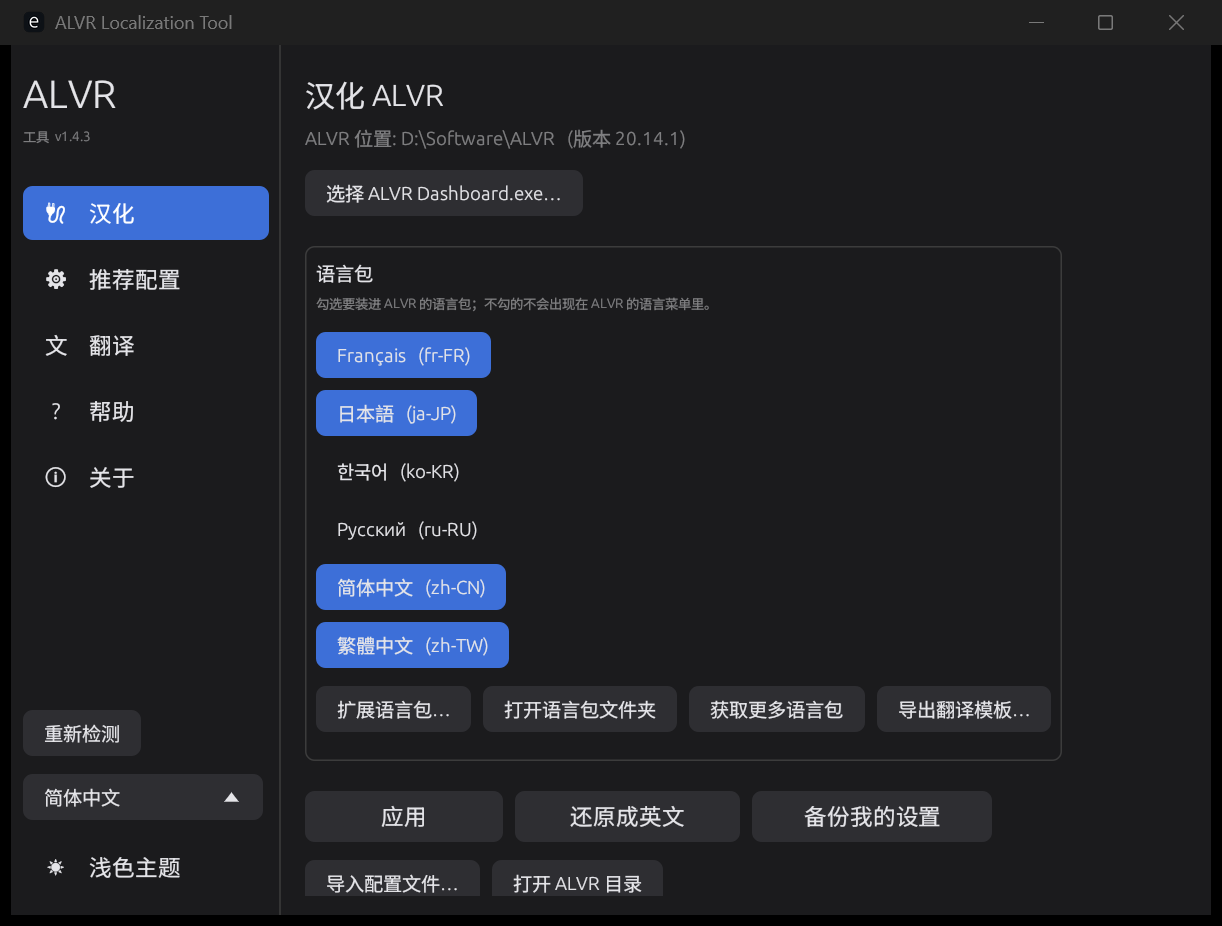 e ALVR Localization Tool
ALVR
工具 v1.4.3
汉化
推荐配置
文 翻译
? 帮助
关于
重新检测
简体中文
浅色主题
汉化 ALVR
ALVR 位置: D:\Software\ALVR（版本 20.14.1）
选择 ALVR Dashboard.exe…
语言包
勾选要装进 ALVR 的语言包；不勾的不会出现在 ALVR 的语言菜单里。
Français（fr-FR）
日本語（ja-JP）
한국어（ko-KR）
Русский（ru-RU）
简体中文（zh-CN）
繁體中文（zh-TW）
扩展语言包… 打开语言包文件夹 获取更多语言包 导出翻译模板…
应用 还原成英文 备份我的设置
导入配置文件… 打开 ALVR 目录